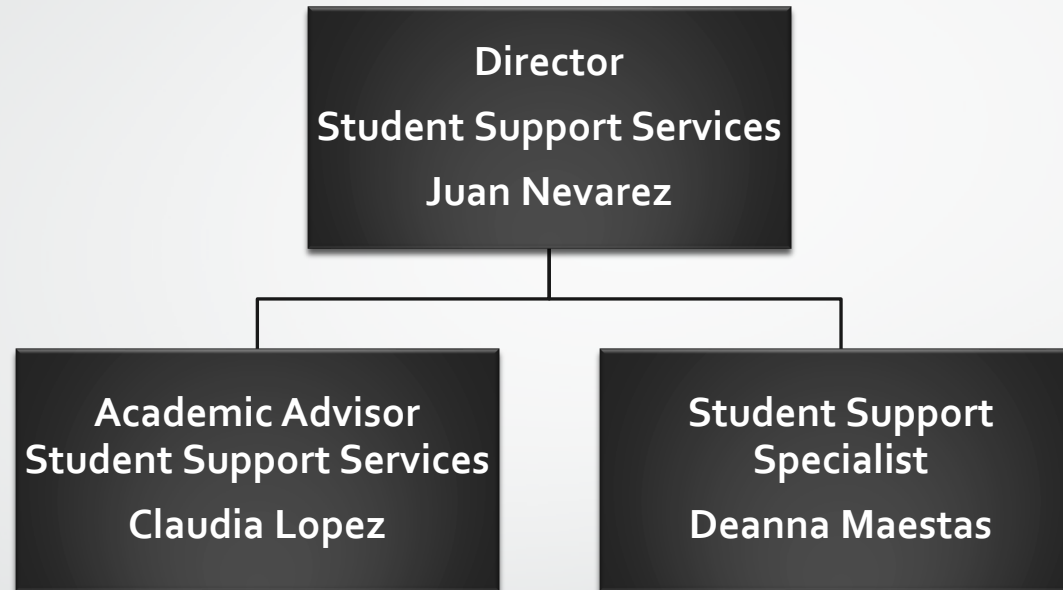 Director
Student Support Services
Juan Nevarez
Academic Advisor
Student Support Services
Claudia Lopez
Student Support
Specialist
Deanna Maestas